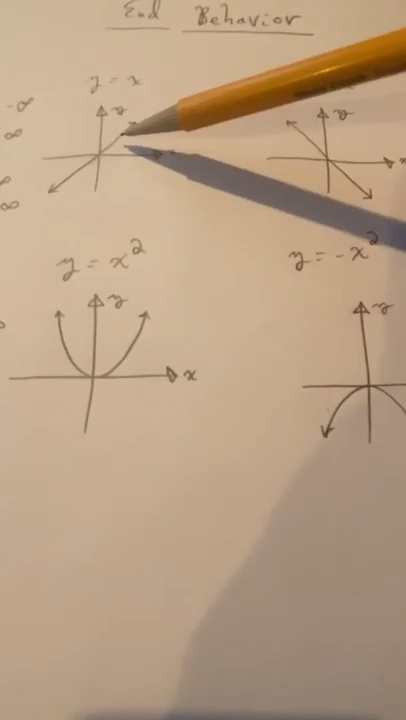 End Behavior
y = x
-∞
y
∞
x
y
x
∞
y = x²
y = -x²
y
x
y